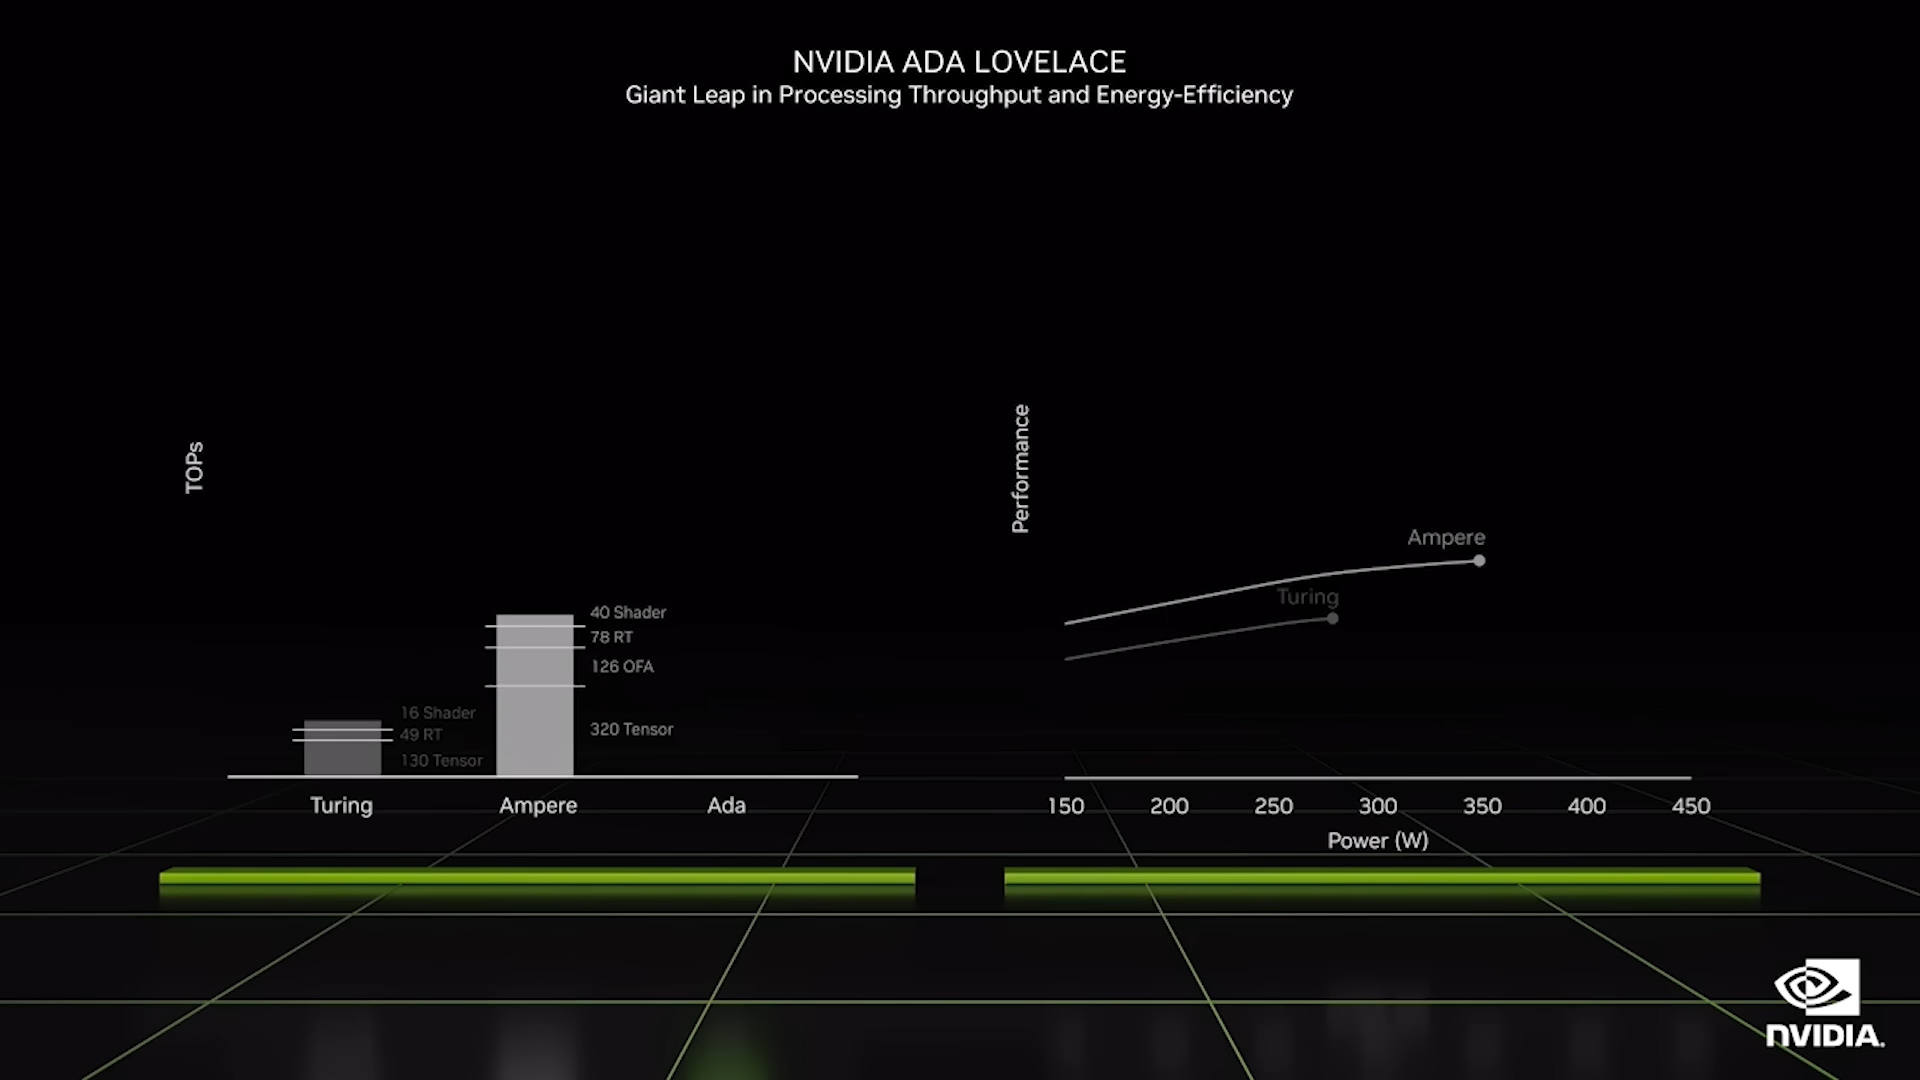 NVIDIA ADA LOVELACE
Giant Leap in Processing Throughput and Energy-Efficiency
TOPs
16 Shader
49 RT
130 Tensor
40 Shader
78 RT
126 OFA
320 Tensor
Turing
Ampere
Ada
Performance
Ampere
Turing
150 200 250 300 350 400 450
Power (W)
NVIDIA.